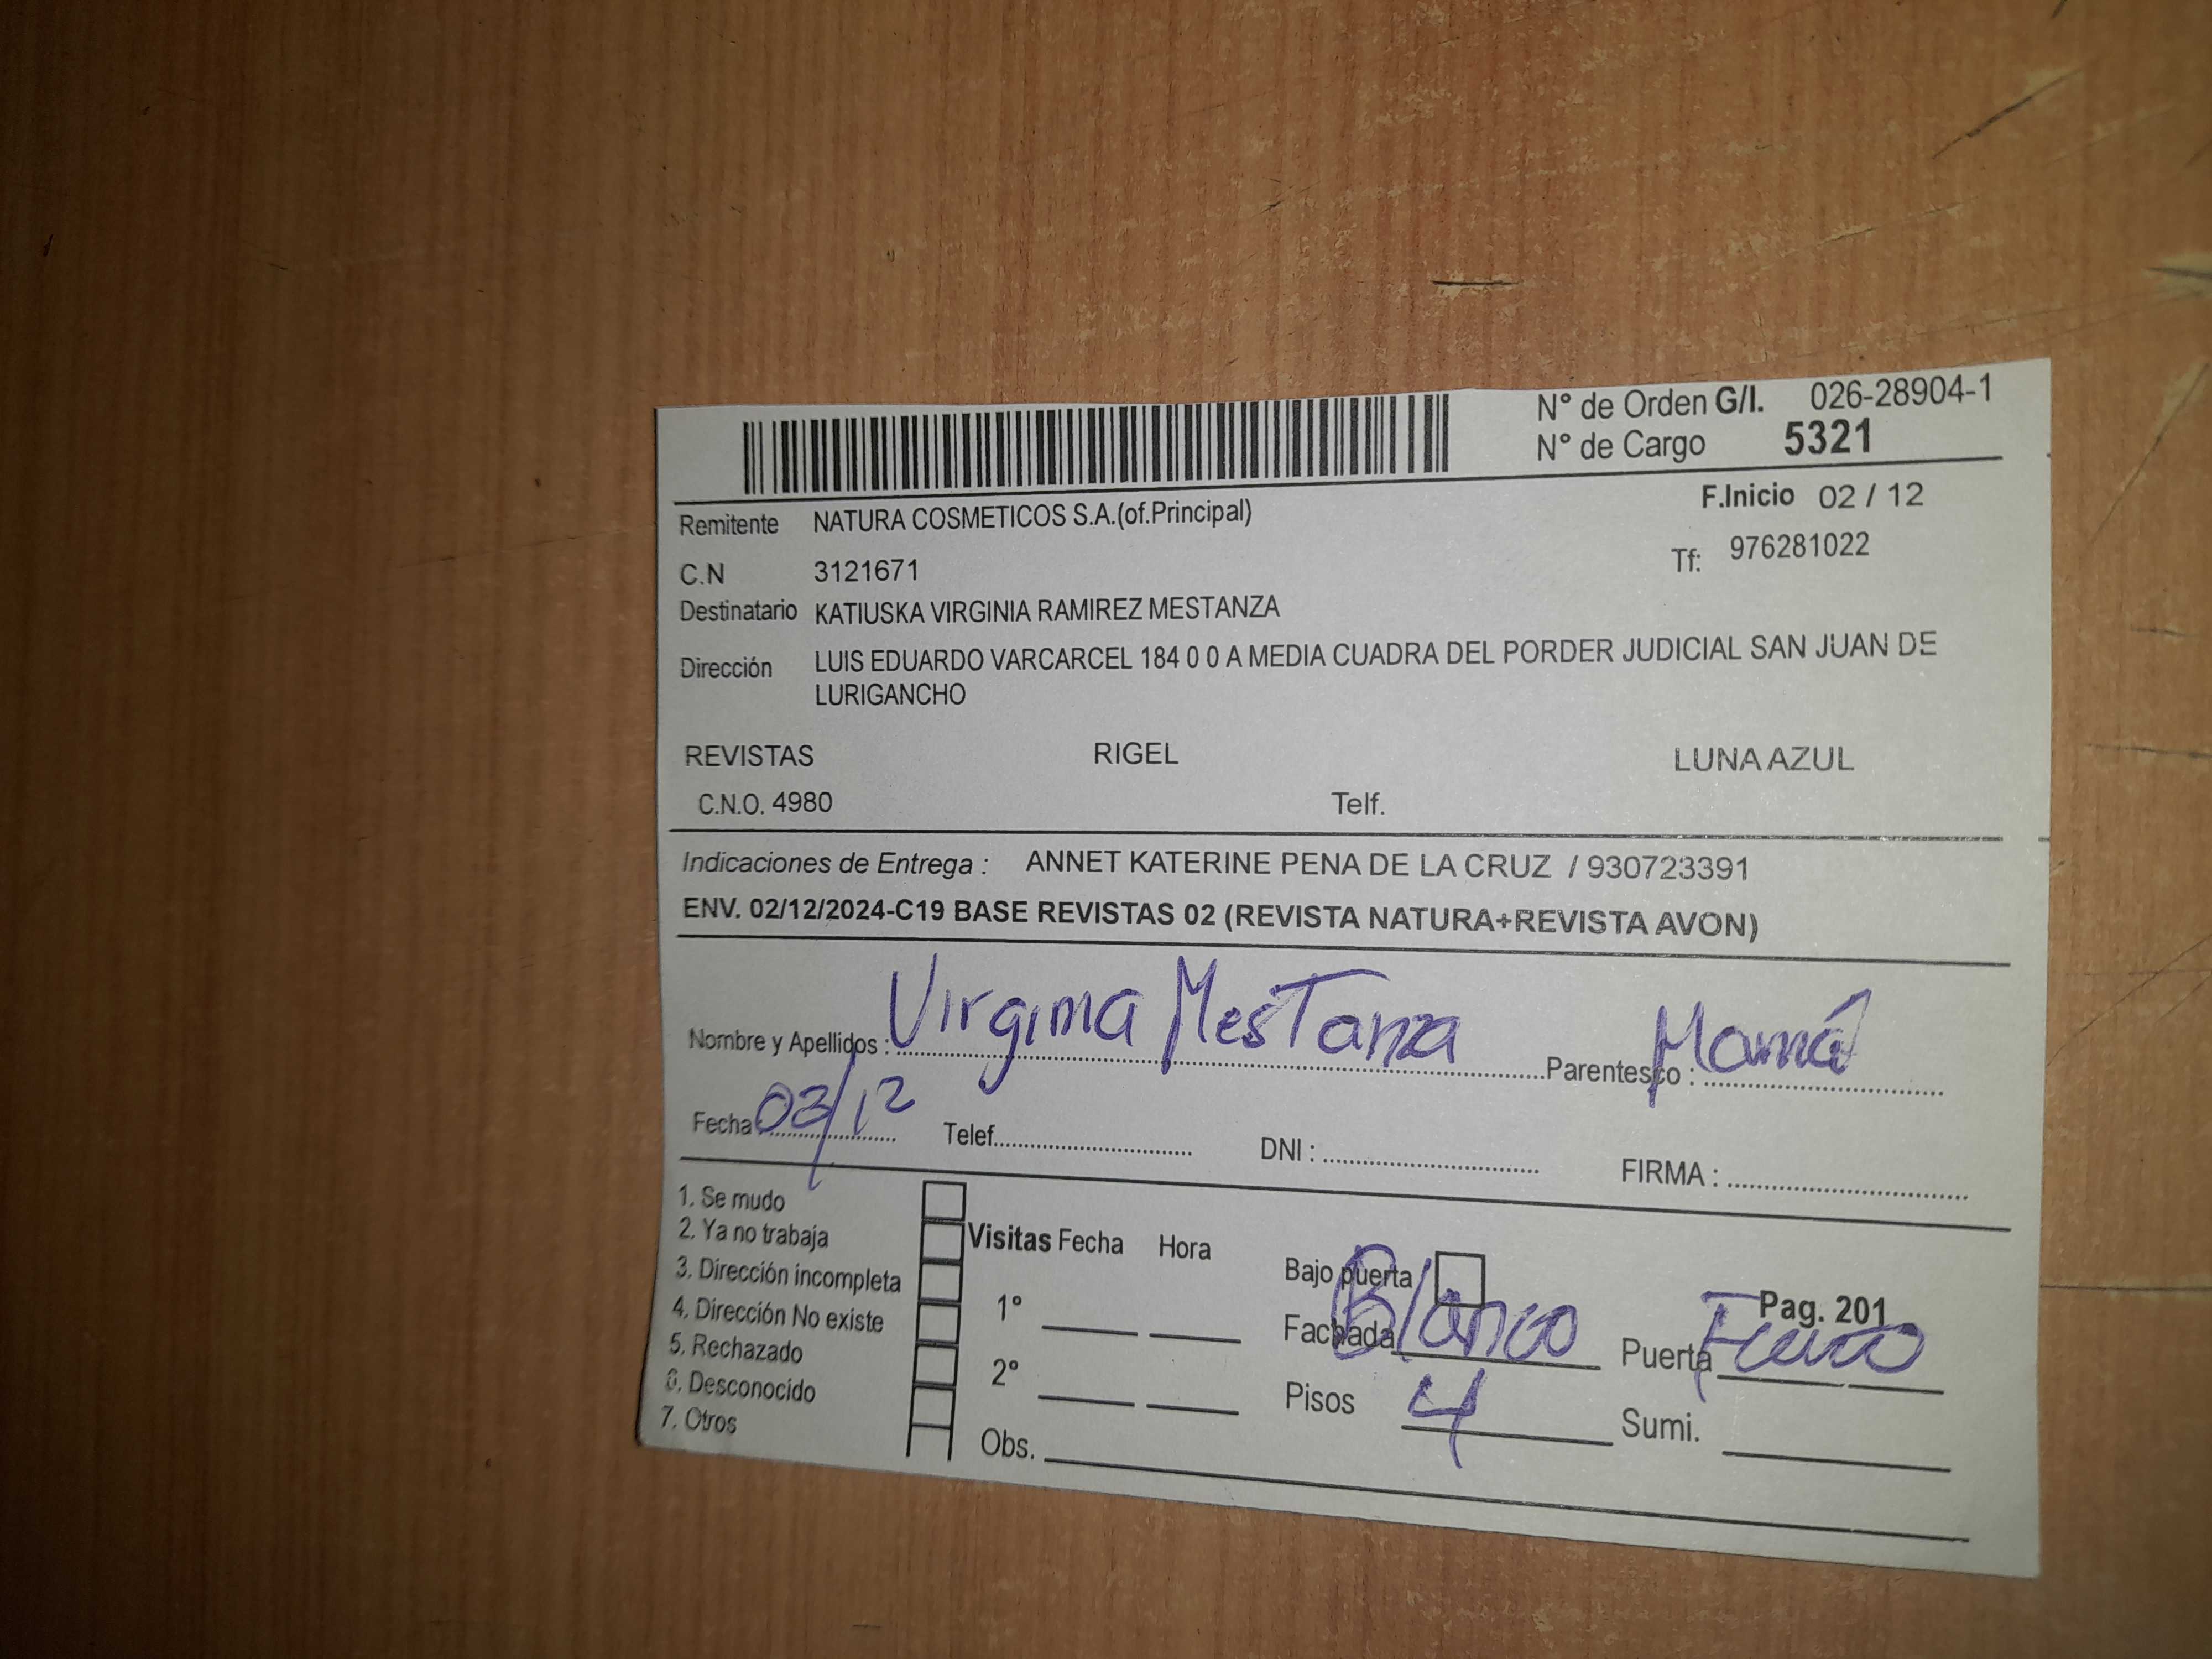 N° de Orden G/I. 026-28904-1
N° de Cargo 5321
F.Inicio 02 / 12
Remitente NATURA COSMETICOS S.A.(of.Principal)
Tf: 976281022
C.N 3121671
Destinatario KATIUSKA VIRGINIA RAMIREZ MESTANZA
Dirección LUIS EDUARDO VARCARCEL 184 0 0 A MEDIA CUADRA DEL PORDER JUDICIAL SAN JUAN DE
LURIGANCHO
REVISTAS RIGEL LUNA AZUL
C.N.O. 4980 Telf.
Indicaciones de Entrega : ANNET KATERINE PENA DE LA CRUZ / 930723391
ENV. 02/12/2024-C19 BASE REVISTAS 02 (REVISTA NATURA+REVISTA AVON)
Nombre y Apellidos : Virginia Mestanza Parentesco : Mamá
Fecha : 03/12 Telef. DNI : FIRMA :
1. Se mudo
2. Ya no trabaja
3. Dirección incompleta
4. Dirección No existe
5. Rechazado
6. Desconocido
7. Otros
Visitas Fecha Hora
1°
2°
Obs.
Bajo puerta
Pag. 201
Fachada Blanco Puerta Fierro
Pisos 4 Sumi.